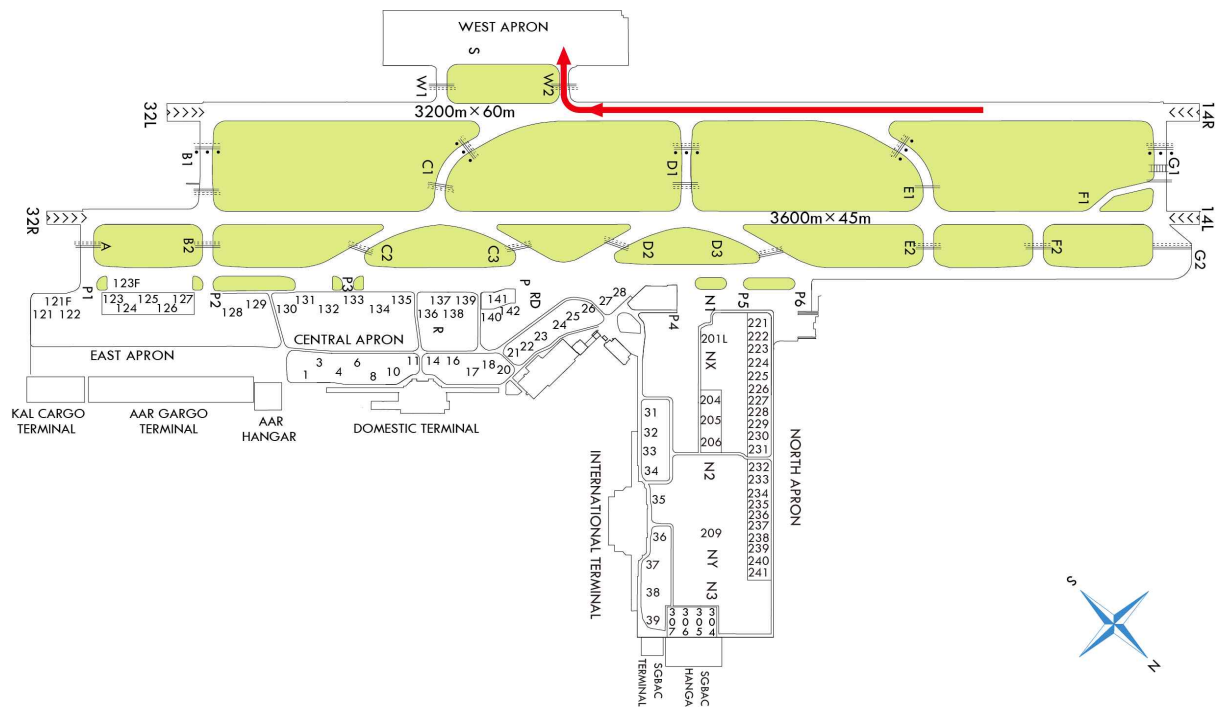 WEST APRON
S
W1
W2
32L
3200m×60m
14R
B1
C1
D1
E1
F1
G1
32R
3600m×45m
14L
A
B2
C2
C3
D2
D3
E2
F2
G2
P1
P2
P3
P
RD
P4
N1
P5
P6
121F
121 122
123F
123 125 127
124 126
128 129
130 131 132 133 134 135
136 137 138 139
R
140 141 142
EAST APRON
CENTRAL APRON
1 3 4 6 8 10 11
14 16 17 18 20
21 22 23 24 25 26 27 28
KAL CARGO
TERMINAL
AAR GARGO
TERMINAL
AAR
HANGAR
DOMESTIC TERMINAL
INTERNATIONAL TERMINAL
31
32
33
34
35
36
37
38
39
201L
NX
204
205
206
N2
209
NY
N3
221
222
223
224
225
226
227
228
229
230
231
232
233
234
235
236
237
238
239
240
241
NORTH APRON
307
306
305
304
SGBAC
TERMINAL
SGBAC
HANGA
S
N